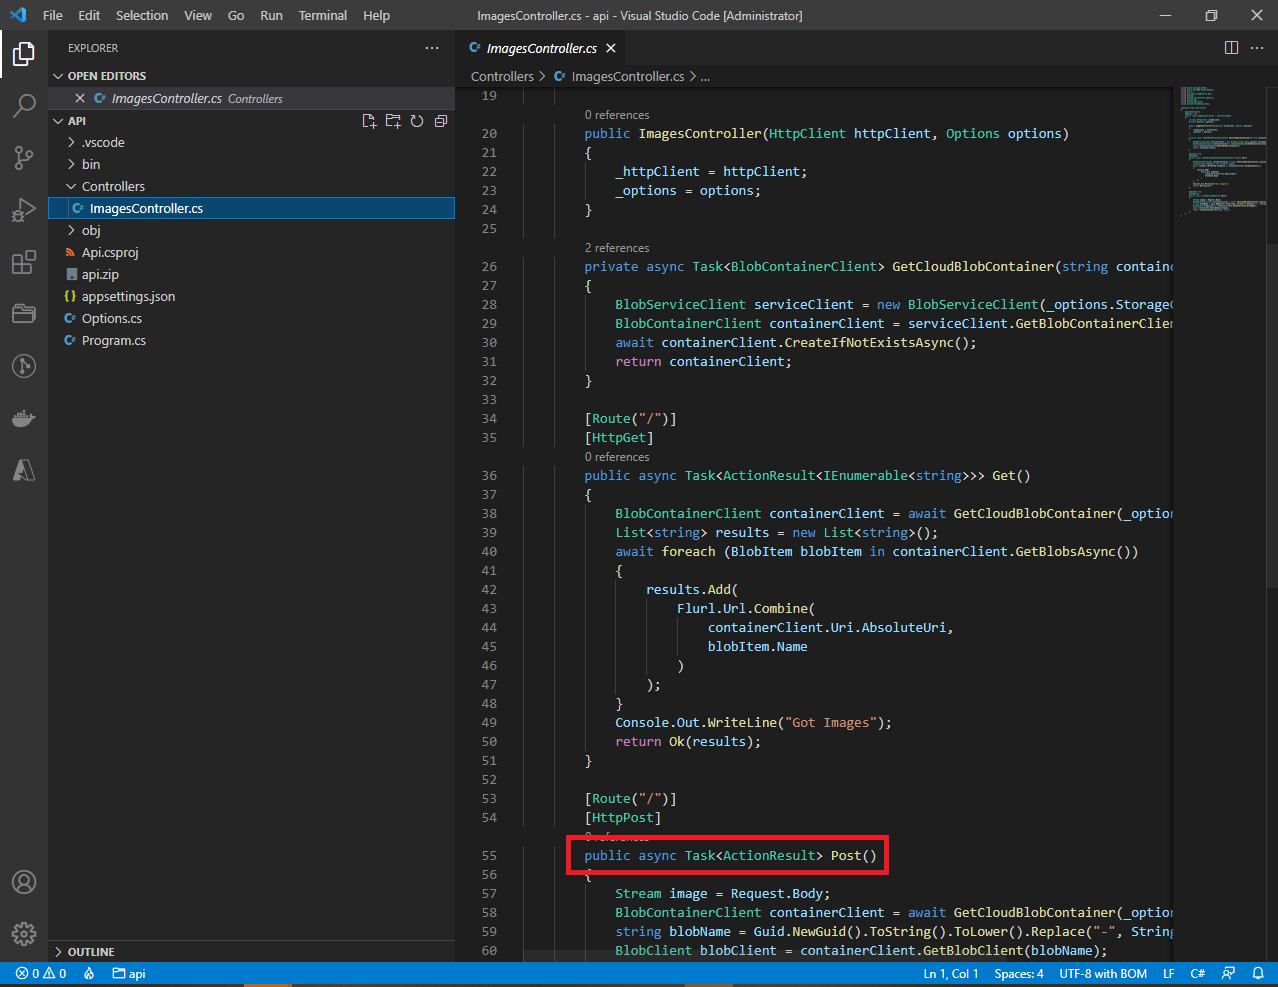 File Edit Selection View Go Run Terminal Help
ImagesController.cs - api - Visual Studio Code [Administrator]
EXPLORER
OPEN EDITORS
ImagesController.cs Controllers
API
.vscode
bin
Controllers
ImagesController.cs
obj
Api.csproj
api.zip
appsettings.json
Options.cs
Program.cs
OUTLINE
ImagesController.cs
Controllers > ImagesController.cs > ...
19
0 references
20 public ImagesController(HttpClient httpClient, Options options)
21 {
22 _httpClient = httpClient;
23 _options = options;
24 }
25
2 references
26 private async Task<BlobContainerClient> GetCloudBlobContainer(string containe
27 {
28 BlobServiceClient serviceClient = new BlobServiceClient(_options.StorageC
29 BlobContainerClient containerClient = serviceClient.GetBlobContainerClien
30 await containerClient.CreateIfNotExistsAsync();
31 return containerClient;
32 }
33
34 [Route("/")]
35 [HttpGet]
0 references
36 public async Task<ActionResult<IEnumerable<string>>> Get()
37 {
38 BlobContainerClient containerClient = await GetCloudBlobContainer(_option
39 List<string> results = new List<string>();
40 await foreach (BlobItem blobItem in containerClient.GetBlobsAsync())
41 {
42 results.Add(
43 Flurl.Url.Combine(
44 containerClient.Uri.AbsoluteUri,
45 blobItem.Name
46 )
47 );
48 }
49 Console.Out.WriteLine("Got Images");
50 return Ok(results);
51 }
52
53 [Route("/")]
54 [HttpPost]
0 references
55 public async Task<ActionResult> Post()
56 {
57 Stream image = Request.Body;
58 BlobContainerClient containerClient = await GetCloudBlobContainer(_option
59 string blobName = Guid.NewGuid().ToString().ToLower().Replace("-", Strin
60 BlobClient blobClient = containerClient.GetBlobClient(blobName);
0 0 api
Ln 1, Col 1 Spaces: 4 UTF-8 with BOM LF C#